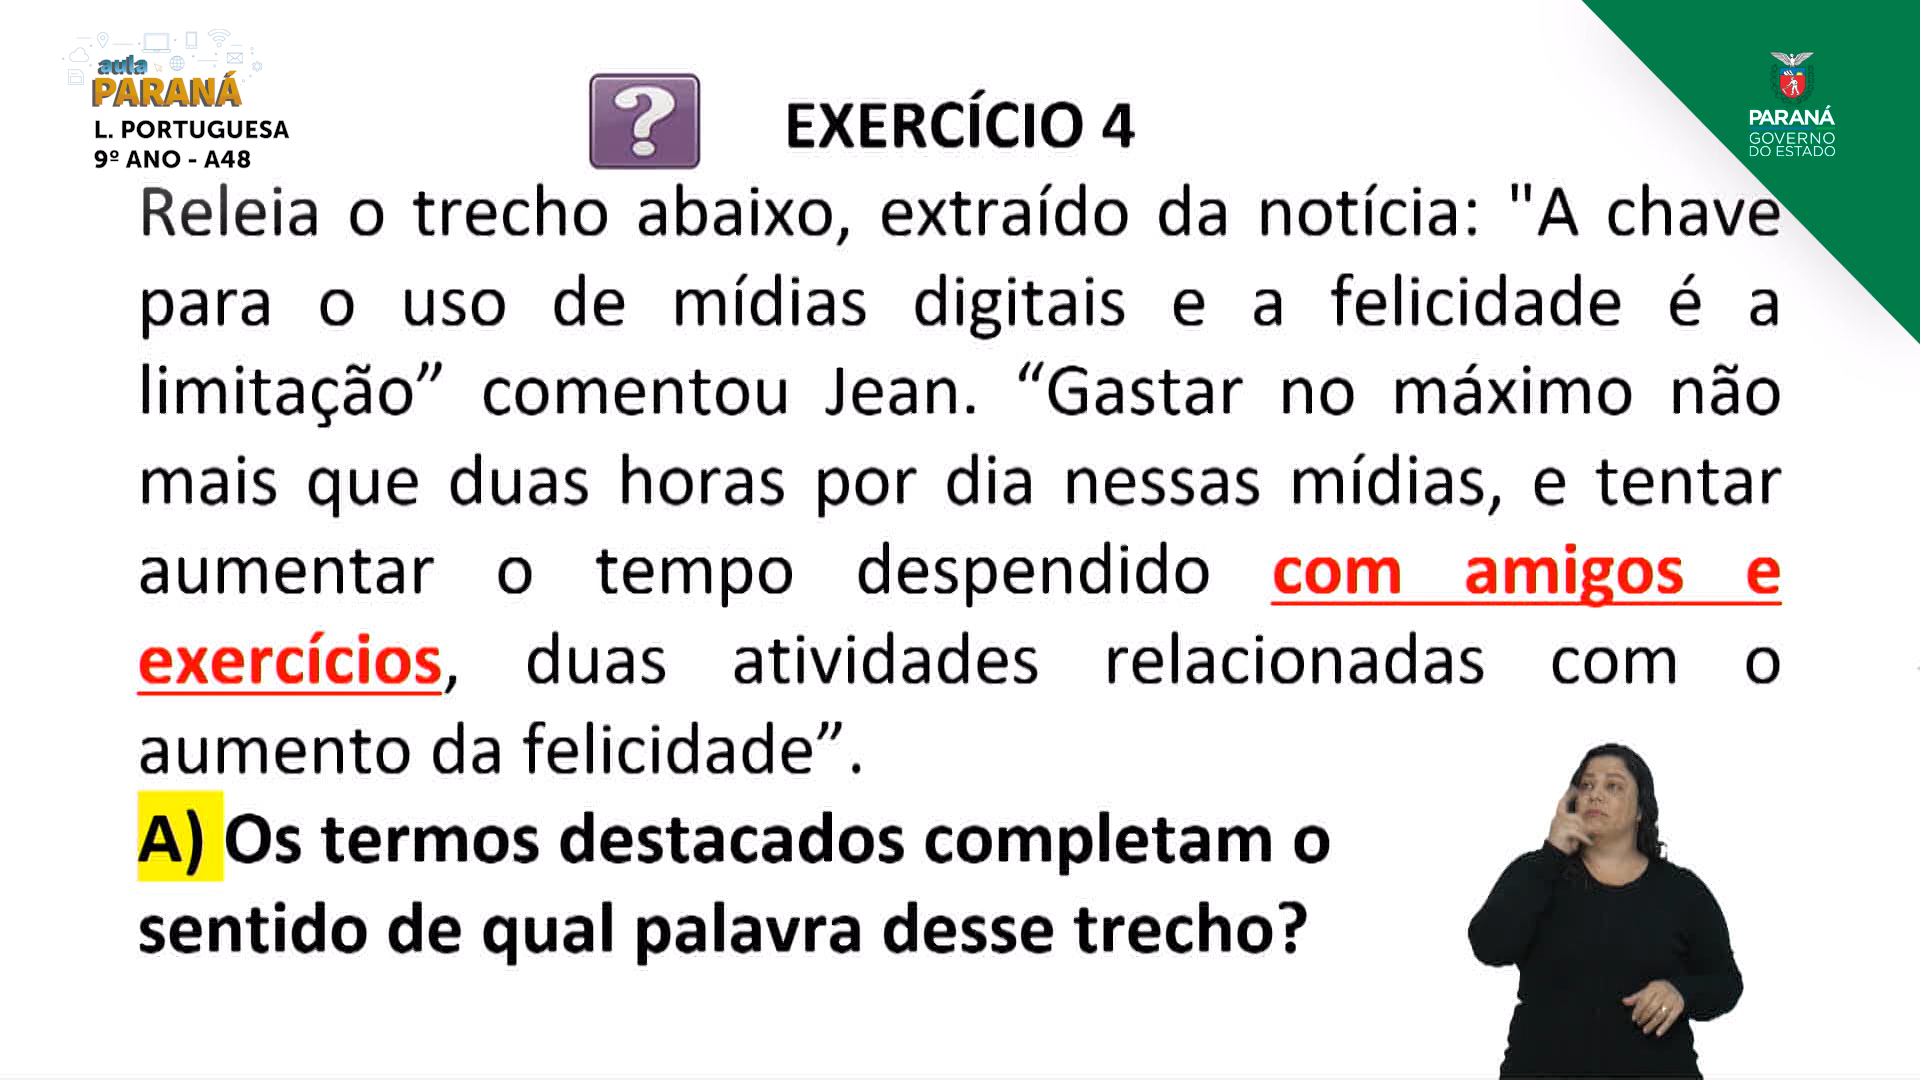 aula
PARANÁ
L. PORTUGUESA
9º ANO - A48
EXERCÍCIO 4
PARANÁ
GOVERNO
DO ESTADO
Releia o trecho abaixo, extraído da notícia: "A chave
para o uso de mídias digitais e a felicidade é a
limitação” comentou Jean. “Gastar no máximo não
mais que duas horas por dia nessas mídias, e tentar
aumentar o tempo despendido com amigos e
exercícios, duas atividades relacionadas com o
aumento da felicidade”.
A) Os termos destacados completam o
sentido de qual palavra desse trecho?